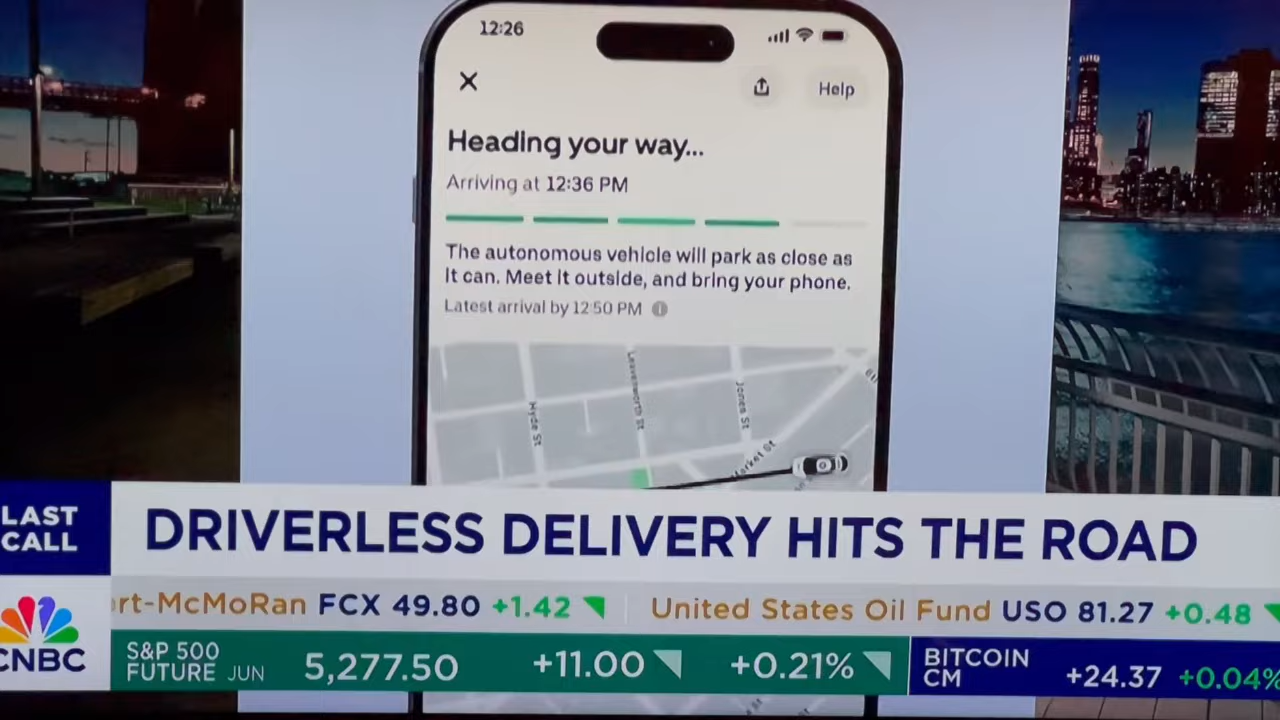 12:26
Help
Heading your way...
Arriving at 12:36 PM
The autonomous vehicle will park as close as
it can. Meet it outside, and bring your phone.
Latest arrival by 12:50 PM
Hyde St
Leavenworth St
Jones St
Market St
LAST
CALL
DRIVERLESS DELIVERY HITS THE ROAD
CNBC
rt-McMoRan FCX 49.80 +1.42
United States Oil Fund USO 81.27 +0.48
S&P 500
FUTURE JUN
5,277.50 +11.00 +0.21%
BITCOIN
CM
+24.37 +0.04%